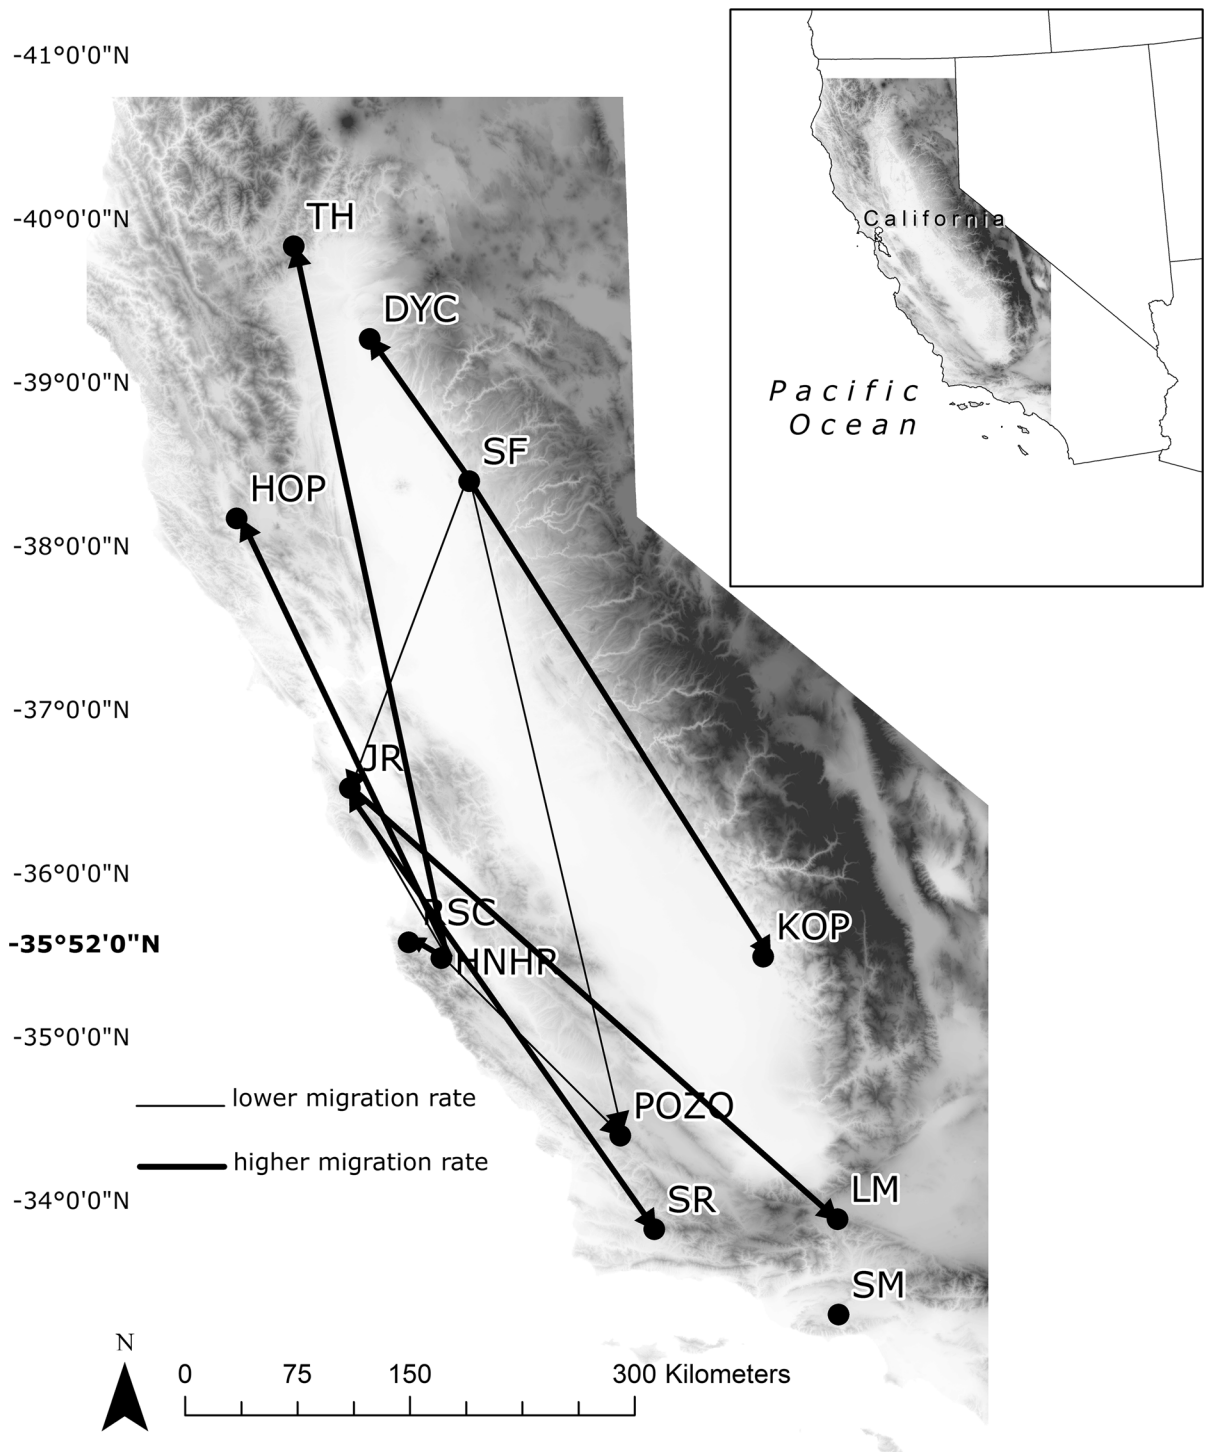 -41°0'0"N
-40°0'0"N
-39°0'0"N
-38°0'0"N
-37°0'0"N
-36°0'0"N
-35°52'0"N
-35°0'0"N
-34°0'0"N
TH
DYC
SF
HOP
JR
RSC
HNHR
KOP
POZO
LM
SR
SM
lower migration rate
higher migration rate
N
0 75 150 300 Kilometers
California
Pacific
Ocean